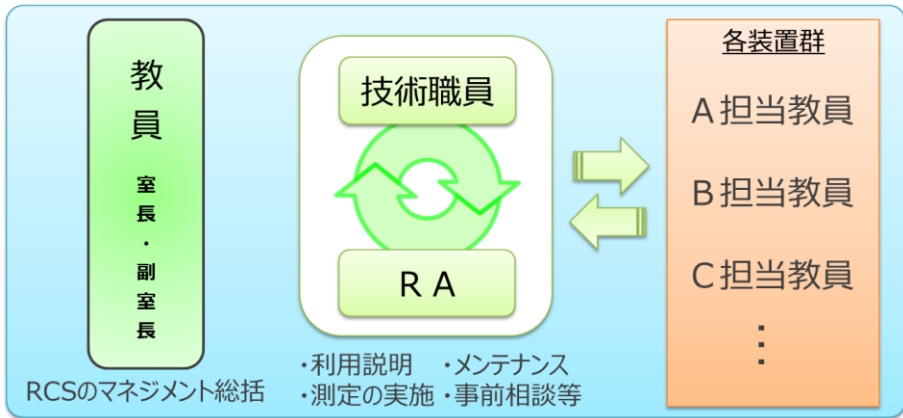 教員
室長・副室長
RCSのマネジメント総括
技術職員
RA
・利用説明 ・メンテナンス
・測定の実施 ・事前相談等
各装置群
A担当教員
B担当教員
C担当教員
⋮